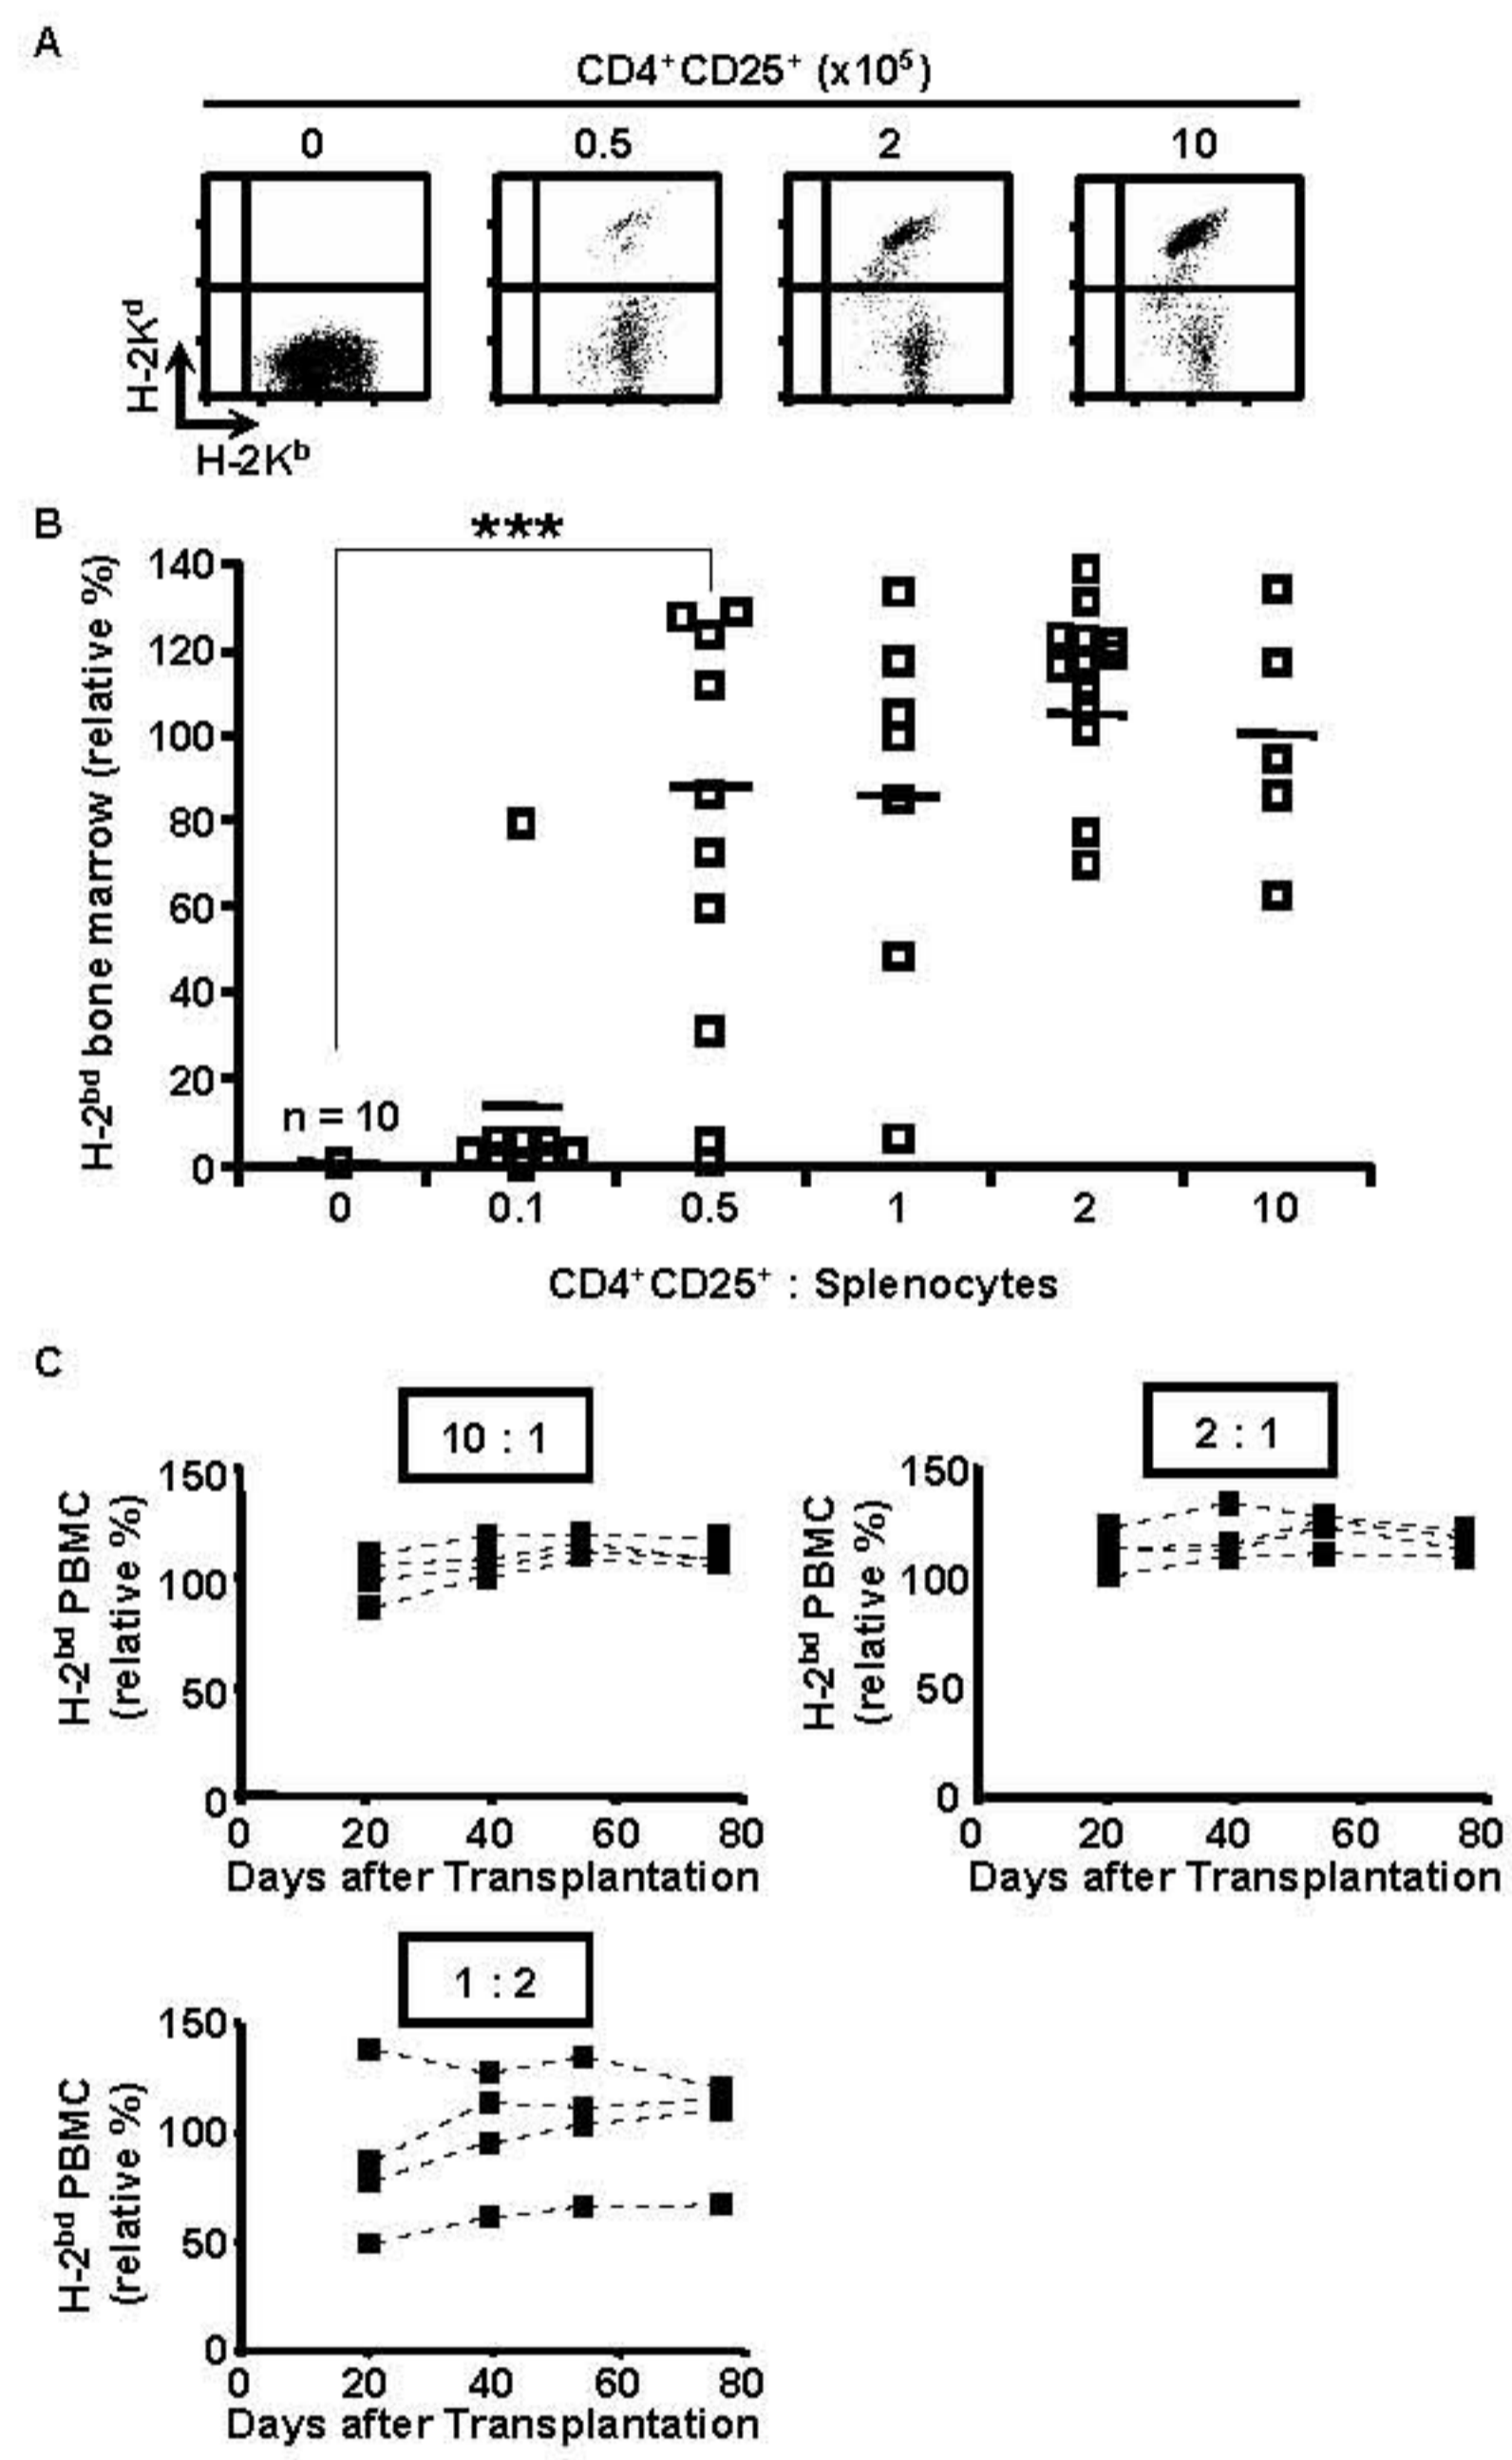 A
CD4⁺CD25⁺ (x10⁵)
0 0.5 2 10
H-2Kᵈ
H-2Kᵇ
B
***
H-2ᵇᵈ bone marrow (relative %)
140
120
100
80
60
40
20
0
n = 10
0 0.1 0.5 1 2 10
CD4⁺CD25⁺ : Splenocytes
C
10 : 1
H-2ᵇᵈ PBMC
(relative %)
150
100
50
0
0 20 40 60 80
Days after Transplantation
2 : 1
H-2ᵇᵈ PBMC
(relative %)
150
100
50
0
0 20 40 60 80
Days after Transplantation
1 : 2
H-2ᵇᵈ PBMC
(relative %)
150
100
50
0
0 20 40 60 80
Days after Transplantation